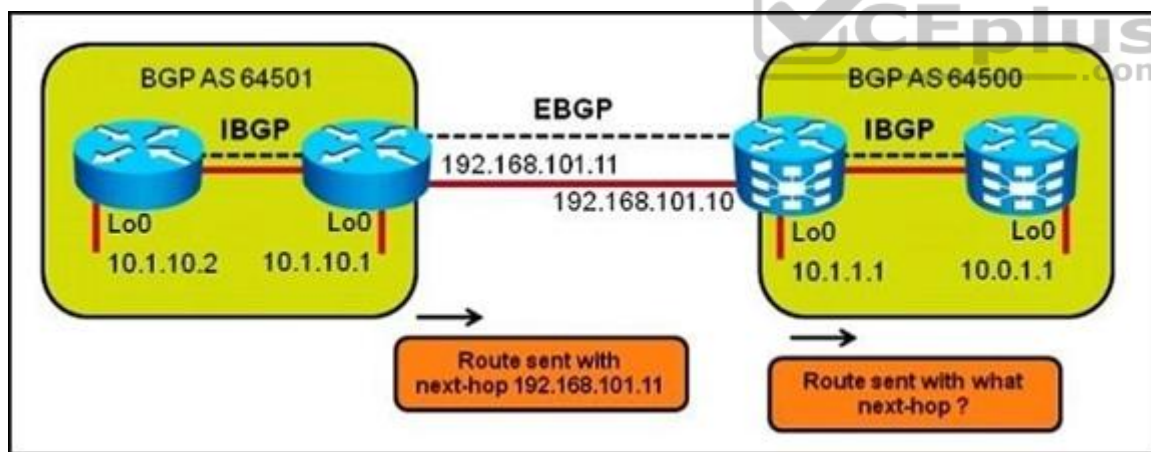 CEplus
.com
BGP AS 64501
BGP AS 64500
IBGP
EBGP
IBGP
192.168.101.11
192.168.101.10
Lo0
Lo0
Lo0
Lo0
10.1.10.2
10.1.10.1
10.1.1.1
10.0.1.1
Route sent with
next-hop 192.168.101.11
Route sent with what
next-hop ?